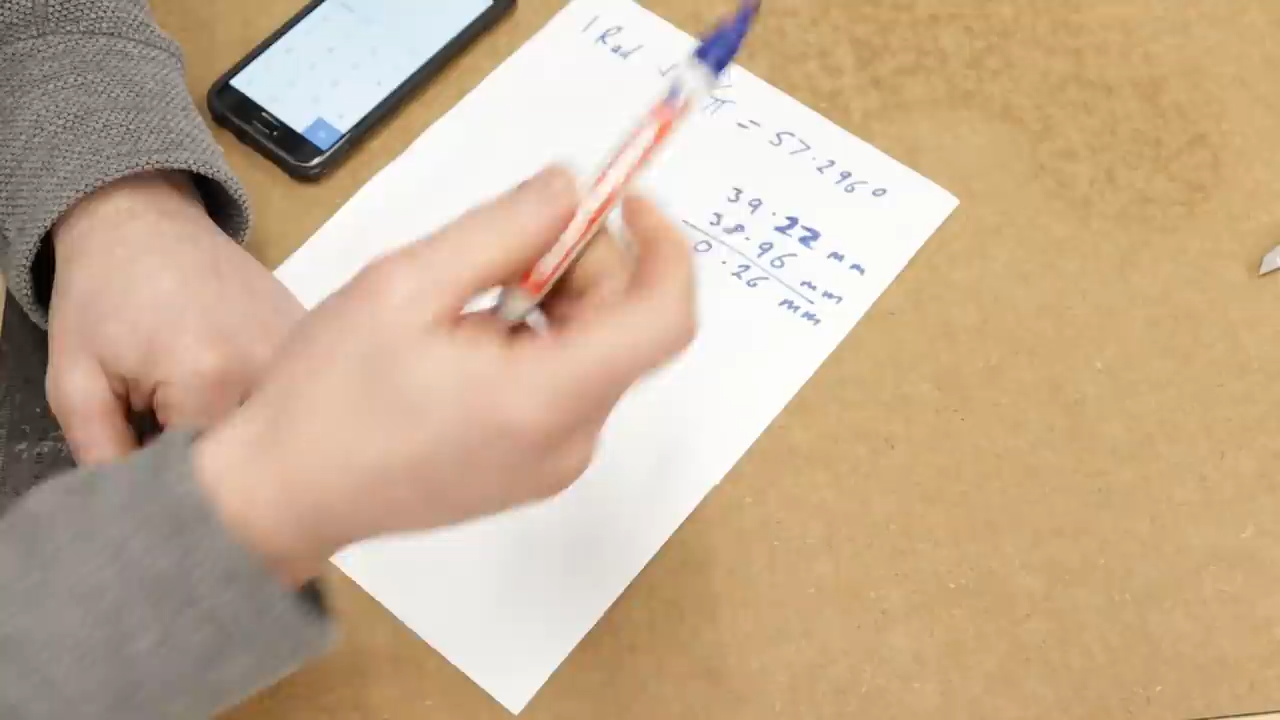 1 Rad π = 57.2960
39.22 mm
38.96 mm
0.26 mm